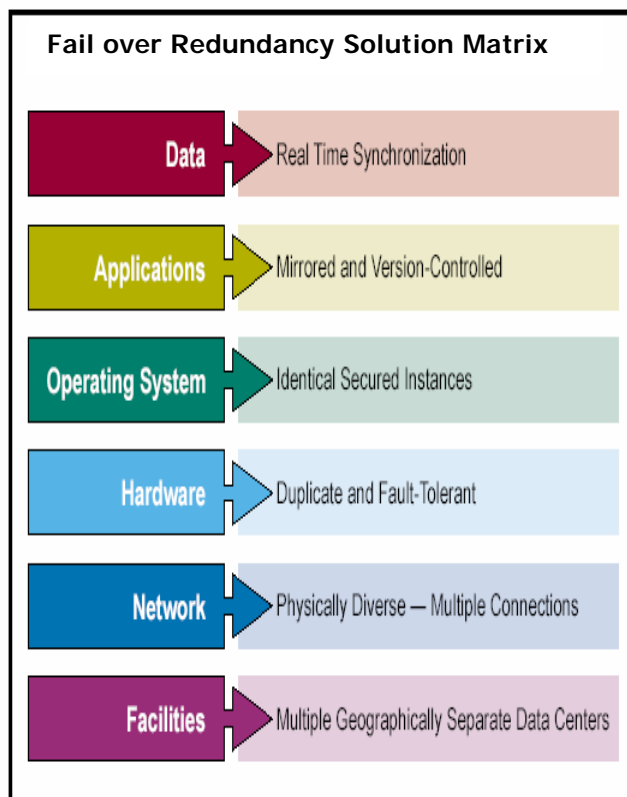 Fail over Redundancy Solution Matrix
Data
Real Time Synchronization
Applications
Mirrored and Version-Controlled
Operating System
Identical Secured Instances
Hardware
Duplicate and Fault-Tolerant
Network
Physically Diverse — Multiple Connections
Facilities
Multiple Geographically Separate Data Centers